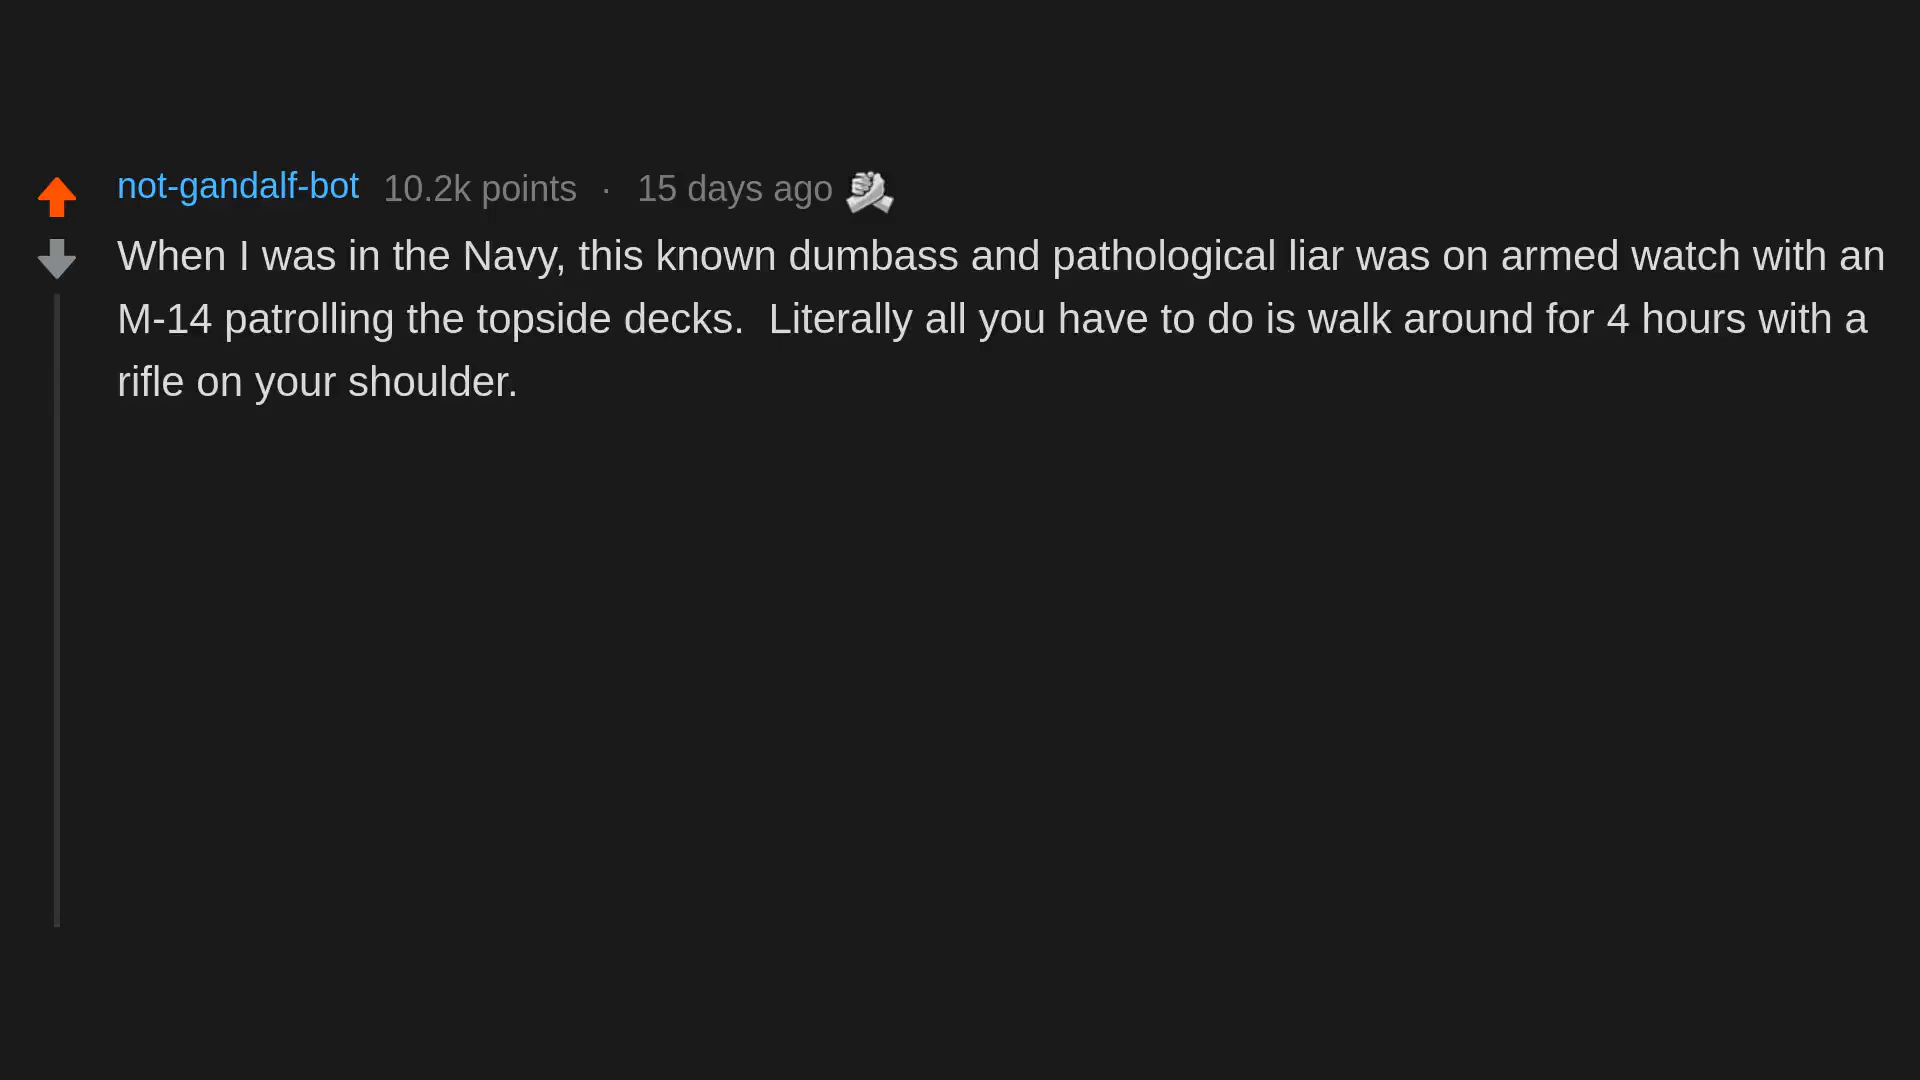 not-gandalf-bot 10.2k points · 15 days ago
When I was in the Navy, this known dumbass and pathological liar was on armed watch with an
M-14 patrolling the topside decks.  Literally all you have to do is walk around for 4 hours with a
rifle on your shoulder.